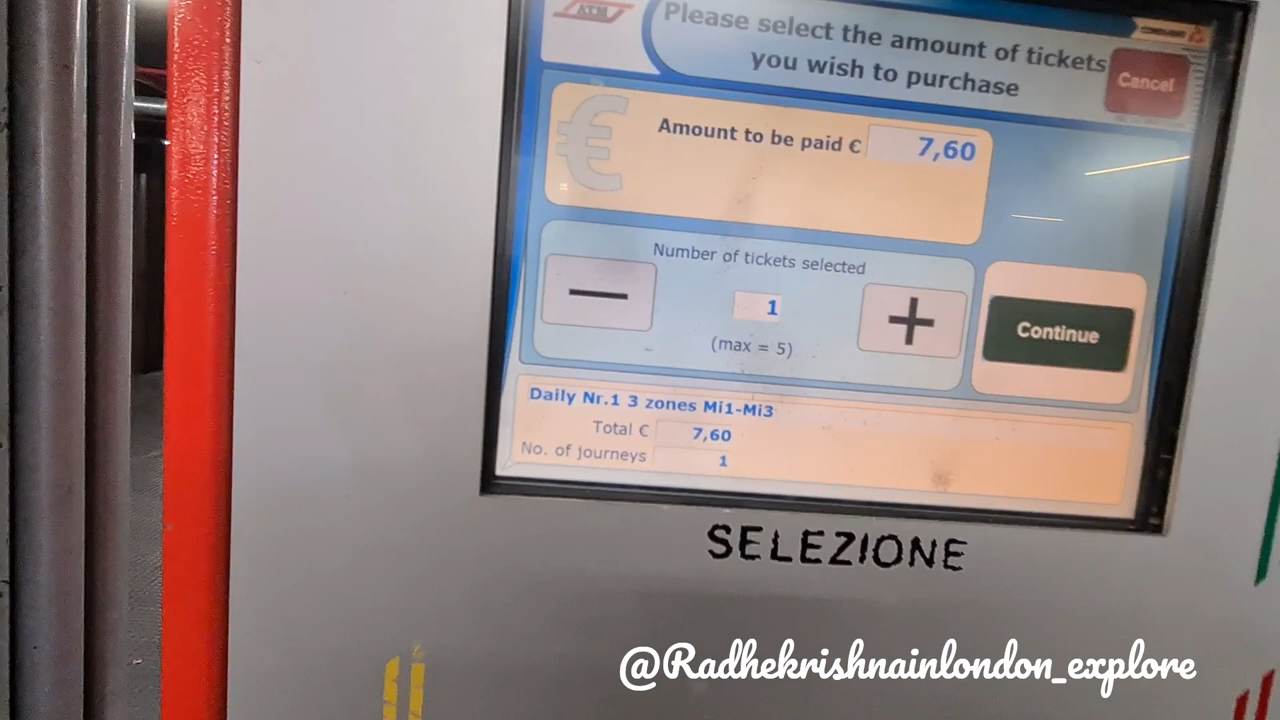 ATM
Please select the amount of tickets
you wish to purchase
Cancel
€
Amount to be paid €
7,60
Number of tickets selected
—
1
+
(max = 5)
Continue
Daily Nr.1 3 zones Mi1-Mi3
Total € 7,60
No. of journeys 1
SELEZIONE
@Radhekrishnainlondon_explore